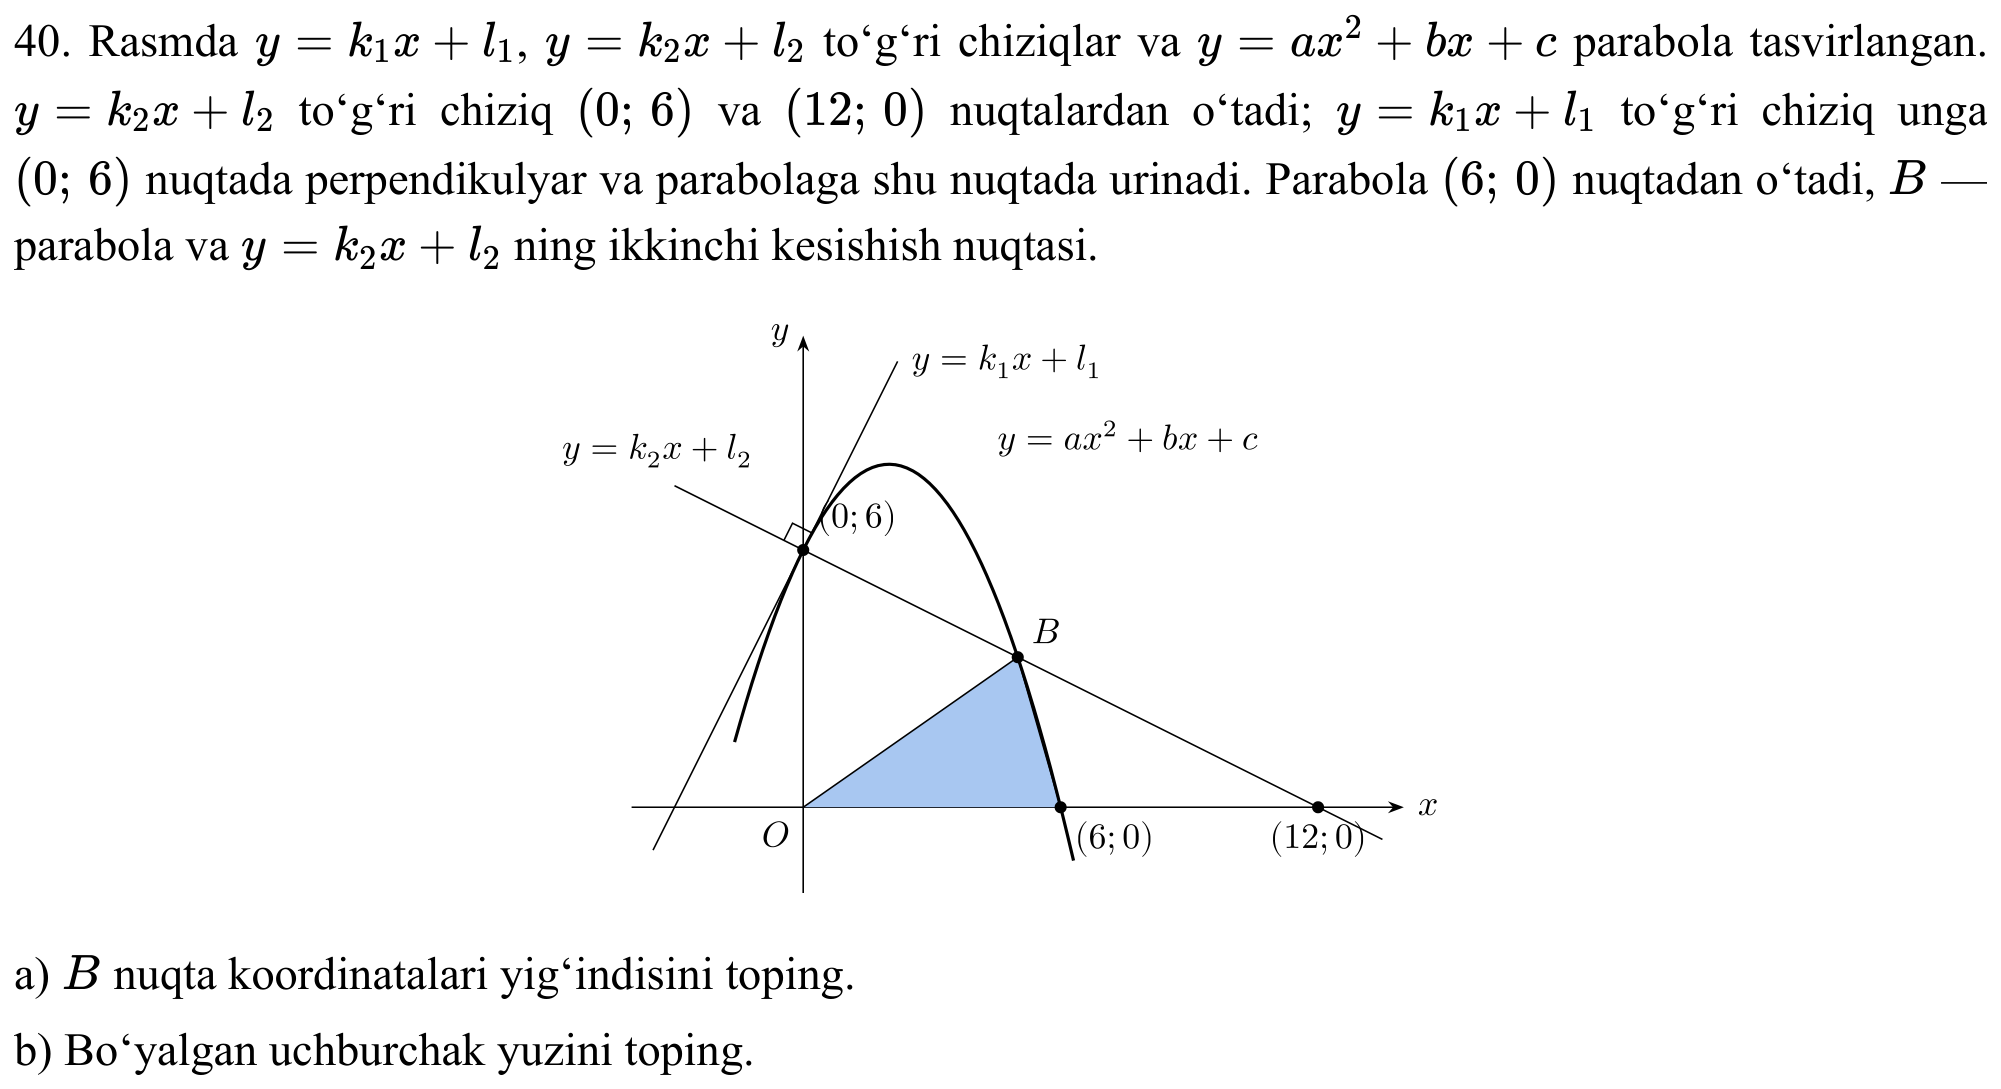 40. Rasmda y = k₁x + l₁, y = k₂x + l₂ to‘g‘ri chiziqlar va y = ax² + bx + c parabola tasvirlangan.
y = k₂x + l₂ to‘g‘ri chiziq (0; 6) va (12; 0) nuqtalardan o‘tadi; y = k₁x + l₁ to‘g‘ri chiziq unga
(0; 6) nuqtada perpendikulyar va parabolaga shu nuqtada urinadi. Parabola (6; 0) nuqtadan o‘tadi, B —
parabola va y = k₂x + l₂ ning ikkinchi kesishish nuqtasi.
y
y = k₁x + l₁
y = ax² + bx + c
y = k₂x + l₂
(0; 6)
B
x
O
(6; 0)
(12; 0)
a) B nuqta koordinatalari yig‘indisini toping.
b) Bo‘yalgan uchburchak yuzini toping.